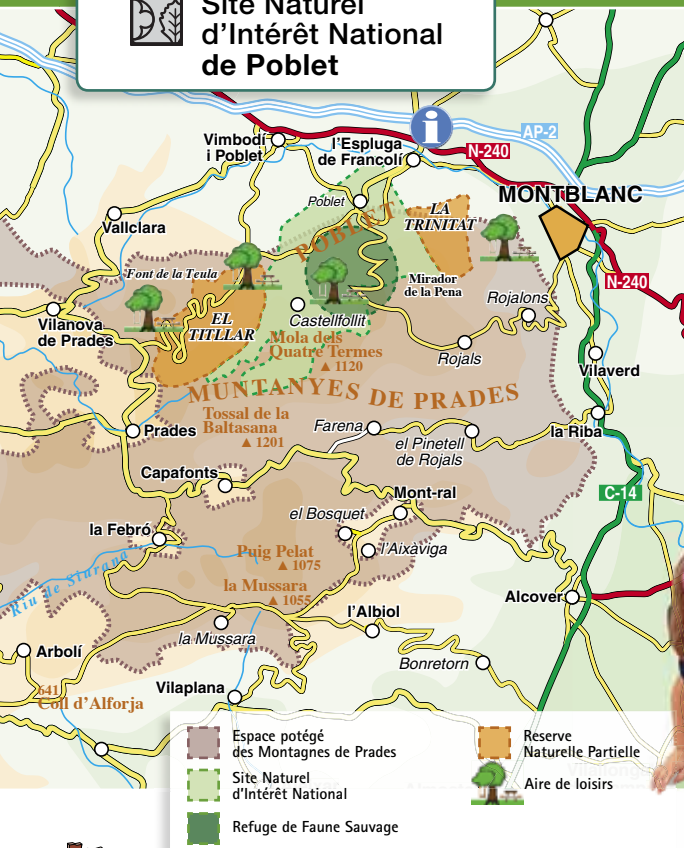 Site Naturel
d'Intérêt National
de Poblet
Vimbodí
i Poblet
l'Espluga
de Francolí
AP-2
N-240
MONTBLANC
Poblet
LA
TRINITAT
POBLET
Vallclara
Font de la Teula
Mirador
de la Pena
N-240
Rojalons
Castellfollit
EL
TITLLAR
Vilanova
de Prades
Mola dels
Quatre Termes
1120
Rojals
Vilaverd
MUNTANYES DE PRADES
Tossal de la
Baltasana
1201
Prades
Farena
el Pinetell
de Rojals
la Riba
Capafonts
Mont-ral
C-14
el Bosquet
la Febró
Puig Pelat
1075
l'Aixàviga
Riu de Siurana
la Mussara
1055
Alcover
l'Albiol
la Mussara
Arbolí
Bonretorn
641
Coll d'Alforja
Vilaplana
Espace potégé
des Montagnes de Prades
Reserve
Naturelle Partielle
Site Naturel
d'Intérêt National
Aire de loisirs
Refuge de Faune Sauvage